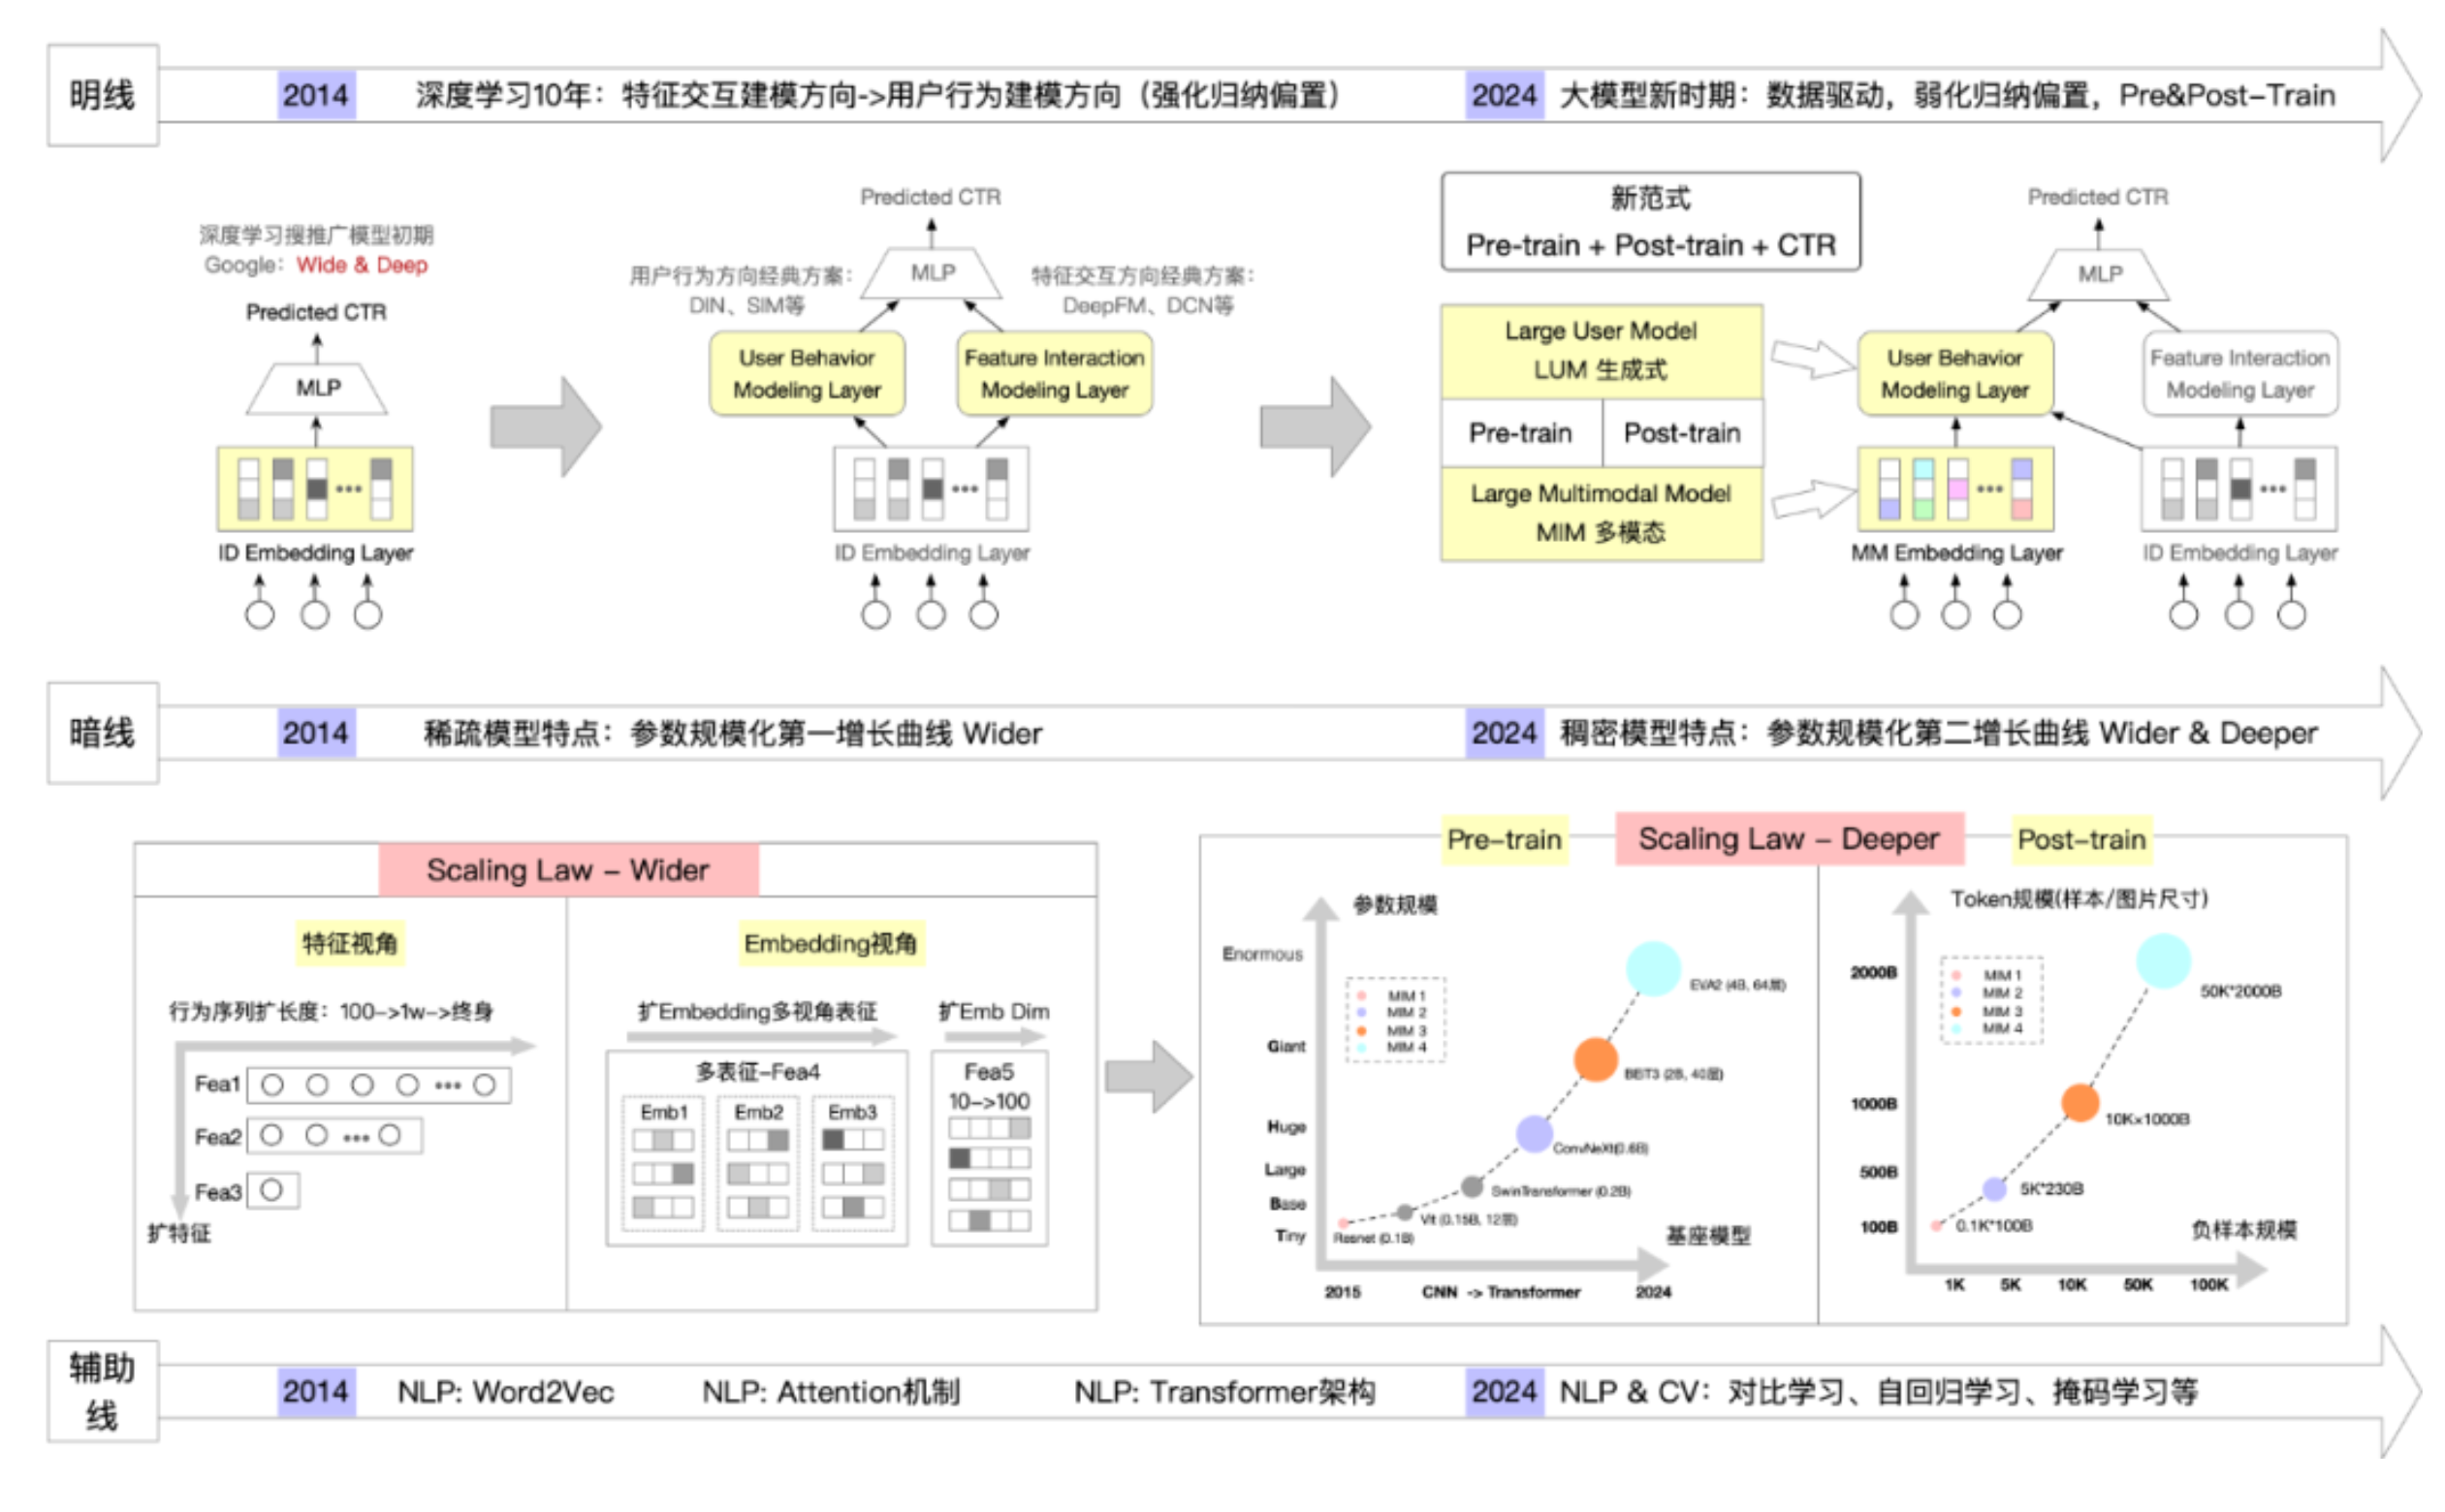 明线
2014
深度学习10年：特征交互建模方向->用户行为建模方向（强化归纳偏置）
2024
大模型新时期：数据驱动，弱化归纳偏置，Pre&Post-Train
深度学习搜推广模型初期
Google：Wide & Deep
Predicted CTR
MLP
ID Embedding Layer
Predicted CTR
MLP
用户行为方向经典方案：
DIN、SIM等
特征交互方向经典方案：
DeepFM、DCN等
User Behavior
Modeling Layer
Feature Interaction
Modeling Layer
ID Embedding Layer
新范式
Pre-train + Post-train + CTR
Large User Model
LUM 生成式
Pre-train
Post-train
Large Multimodal Model
MIM 多模态
Predicted CTR
MLP
User Behavior
Modeling Layer
Feature Interaction
Modeling Layer
MM Embedding Layer
ID Embedding Layer
暗线
2014
稀疏模型特点：参数规模化第一增长曲线 Wider
2024
稠密模型特点：参数规模化第二增长曲线 Wider & Deeper
Scaling Law - Wider
特征视角
行为序列扩长度：100->1w->终身
Fea1
Fea2
Fea3
扩特征
Embedding视角
扩Embedding多视角表征
多表征-Fea4
Emb1
Emb2
Emb3
扩Emb Dim
Fea5
10->100
Pre-train
Scaling Law - Deeper
Post-train
参数规模
Enormous
Giant
Huge
Large
Base
Tiny
MIM 1
MIM 2
MIM 3
MIM 4
EVA2 (4B, 64层)
BEIT3 (2B, 40层)
ConvNeXt(0.6B)
SwinTransformer (0.2B)
Vit (0.15B, 12层)
Resnet (0.1B)
基座模型
2015
CNN -> Transformer
2024
Token规模(样本/图片尺寸)
2000B
1000B
500B
100B
MIM 1
MIM 2
MIM 3
MIM 4
50K*2000B
10K×1000B
5K*230B
0.1K*100B
负样本规模
1K
5K
10K
50K
100K
辅助
线
2014
NLP: Word2Vec
NLP: Attention机制
NLP: Transformer架构
2024
NLP & CV：对比学习、自回归学习、掩码学习等